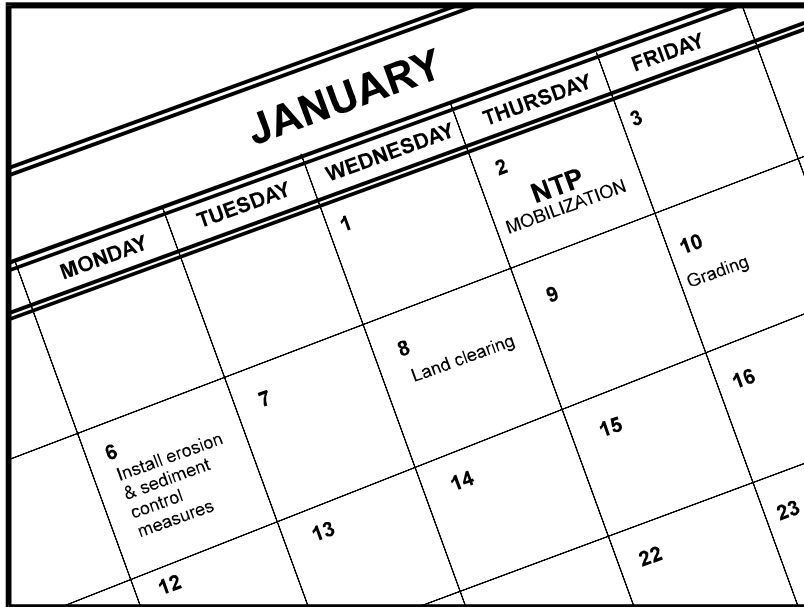 JANUARY
MONDAY TUESDAY WEDNESDAY THURSDAY FRIDAY
1 2 3
NTP
MOBILIZATION
6 7 8 9 10
Install erosion
& sediment
control
measures
Land clearing
Grading
12 13 14 15 16
22 23